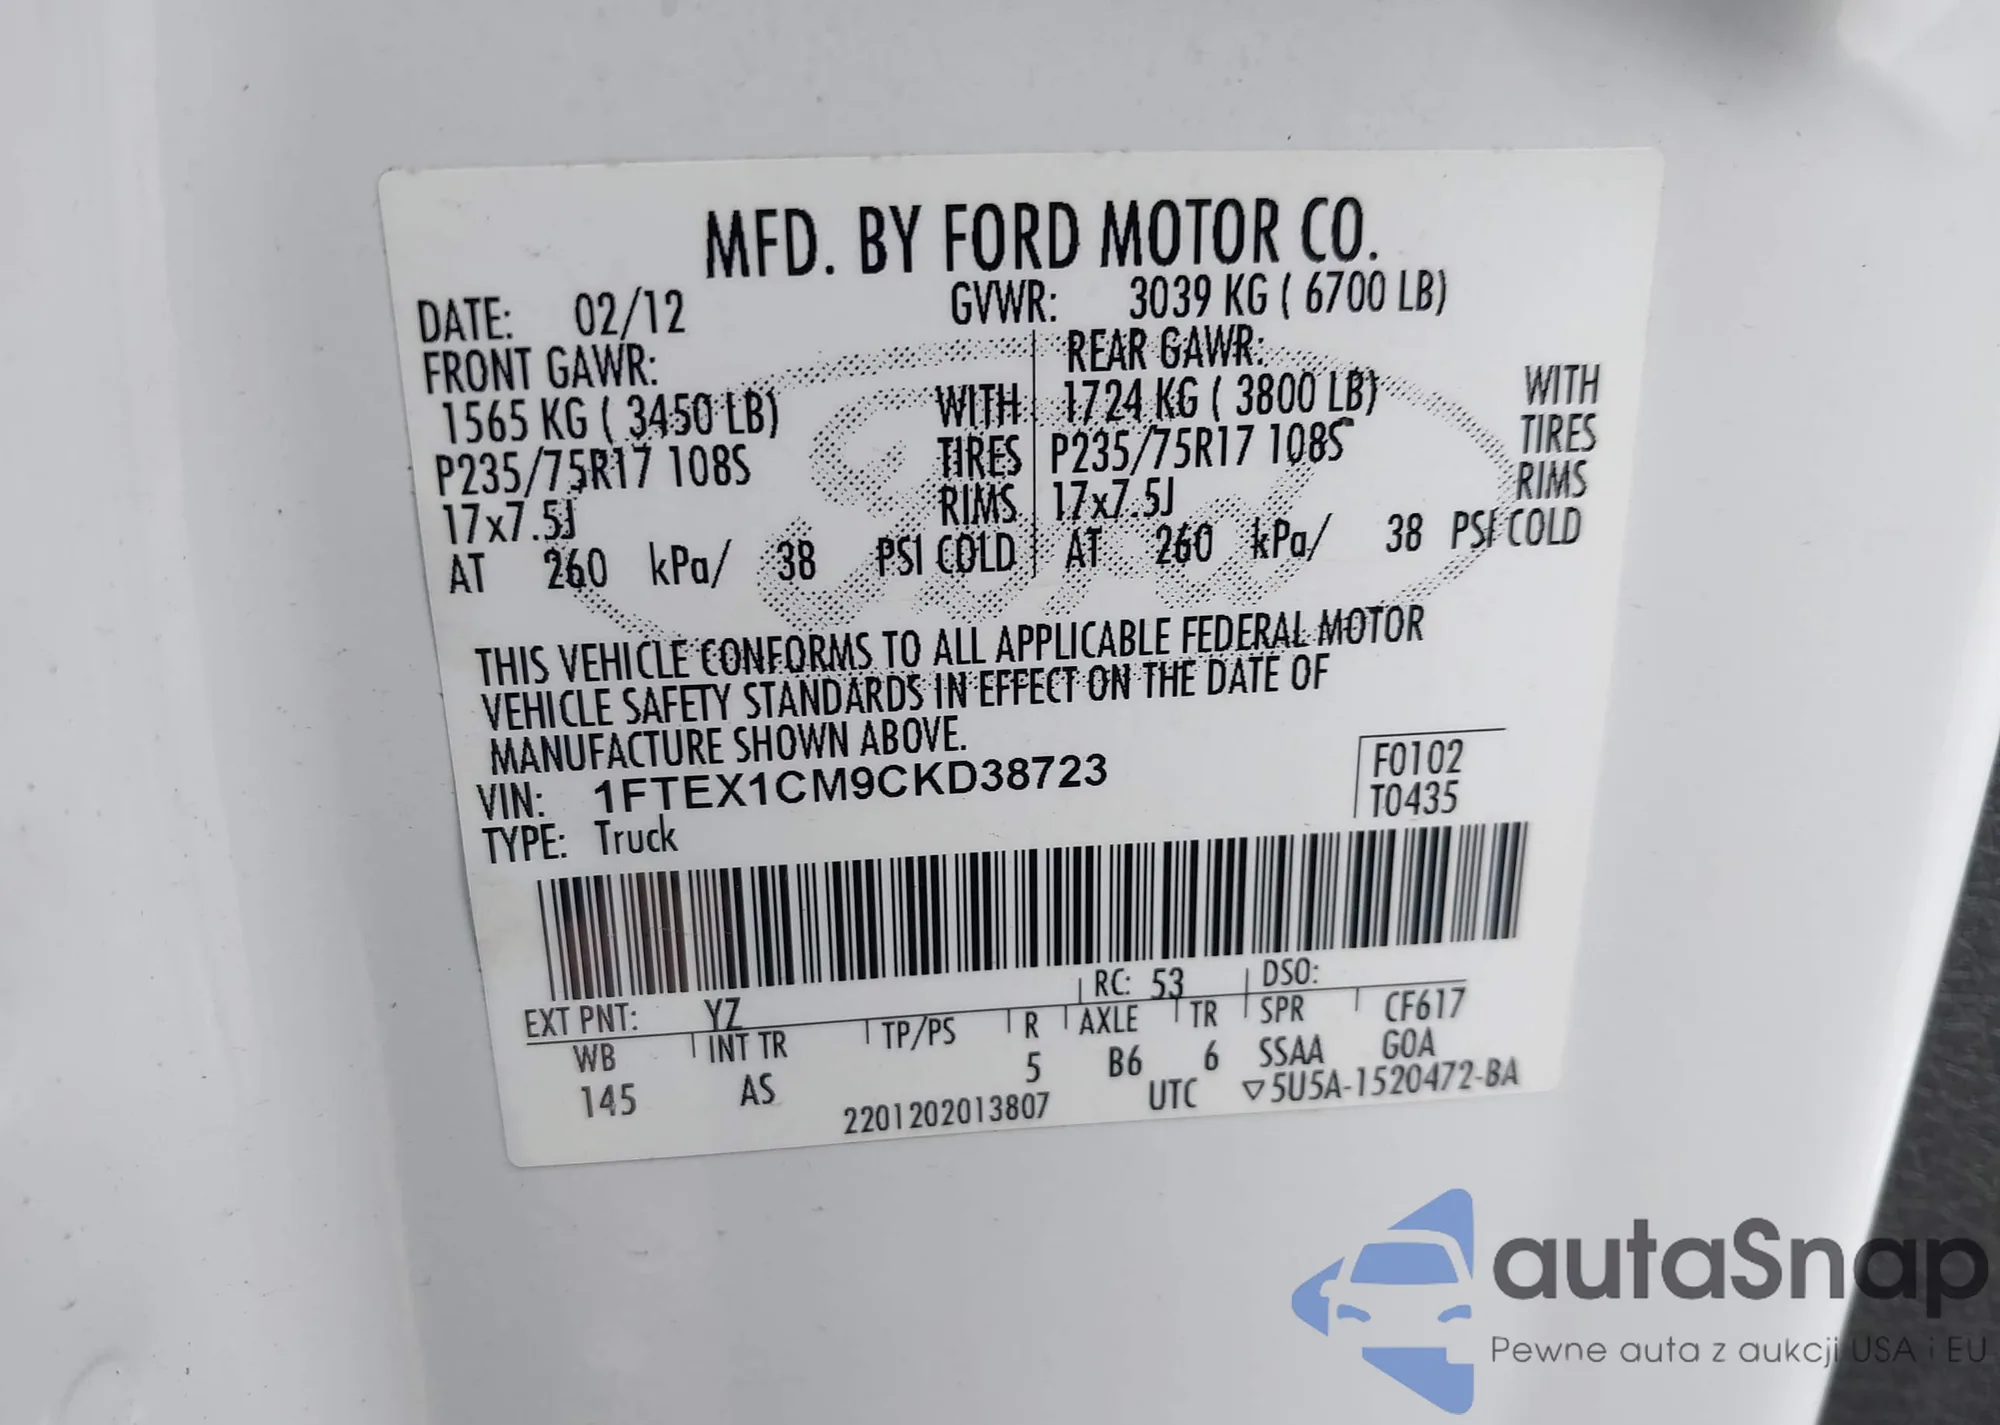 MFD. BY FORD MOTOR CO.
DATE: 02/12 GVWR: 3039 KG ( 6700 LB)
FRONT GAWR: REAR GAWR:
1565 KG ( 3450 LB) WITH 1724 KG ( 3800 LB) WITH
P235/75R17 108S TIRES P235/75R17 108S TIRES
17x7.5J RIMS 17x7.5J RIMS
AT 260 kPa/ 38 PSI COLD AT 260 kPa/ 38 PSI COLD
THIS VEHICLE CONFORMS TO ALL APPLICABLE FEDERAL MOTOR
VEHICLE SAFETY STANDARDS IN EFFECT ON THE DATE OF
MANUFACTURE SHOWN ABOVE.
VIN: 1FTEX1CM9CKD38723 F0102
TYPE: Truck T0435
EXT PNT: YZ RC: 53 DSO:
WB INT TR TP/PS R AXLE TR SPR CF617
145 AS 5 B6 6 SSAA GOA
2201202013807 UTC ▽5U5A-1520472-BA
Ford
autaSnap
Pewne auta z aukcji USA i EU